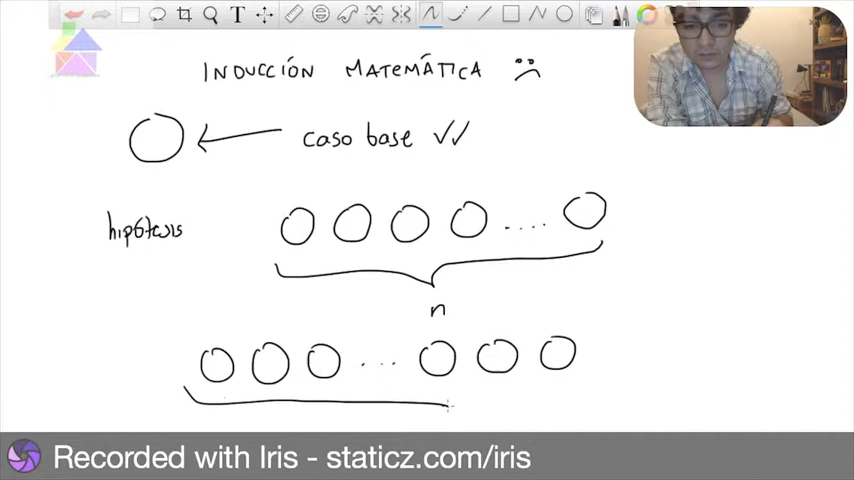 INDUCCIÓN MATEMÁTICA
caso base
hipótesis
n
Recorded with Iris - staticz.com/iris